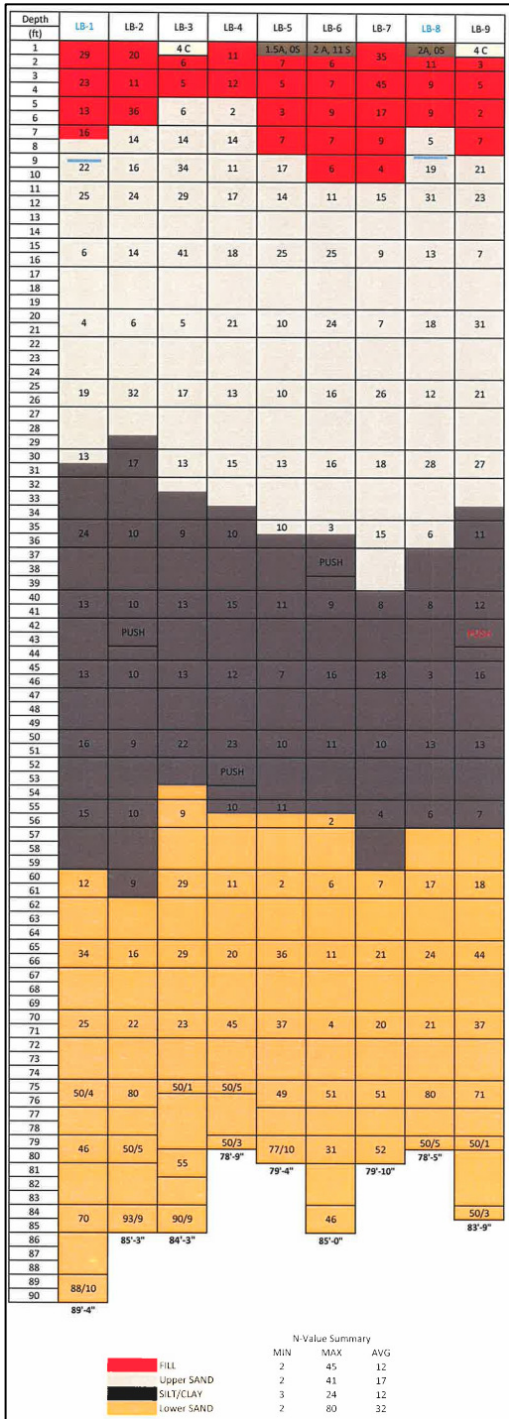 Depth (ft) LB-1 LB-2 LB-3 LB-4 LB-5 LB-6 LB-7 LB-8 LB-9
1 29 20 4 C 11 1.5A, 0S 2 A, 11 S 35 2A, 0S 4 C
2 6 7 6 11 3
3 23 11 5 12 5 7 45 9 5
4
5 13 36 6 2 3 9 17 9 2
6
7 16 14 14 14 7 7 9 5 7
8
9 22 16 34 11 17 6 4 19 21
10
11 25 24 29 17 14 11 15 31 23
12
13
14
15 6 14 41 18 25 25 9 13 7
16
17
18
19
20 4 6 5 21 10 24 7 18 31
21
22
23
24
25 19 32 17 13 10 16 26 12 21
26
27
28
29
30 13 17 13 15 13 16 18 28 27
31
32
33
34
35 24 10 9 10 10 3 15 6 11
36
37 PUSH
38
39
40 13 10 13 15 11 9 8 8 12
41
42 PUSH
43
44
45 13 10 13 12 7 16 18 3 16
46
47
48
49
50 16 9 22 23 10 11 10 13 13
51
52 PUSH
53
54
55 15 10 9 10 11 2 4 6 7
56
57
58
59
60 12 9 29 11 2 6 7 17 18
61
62
63
64
65 34 16 29 20 36 11 21 24 44
66
67
68
69
70 25 22 23 45 37 4 20 21 37
71
72
73
74
75 50/4 80 50/1 50/5 49 51 51 80 71
76
77
78
79 46 50/5 50/3 77/10 31 52 50/5 50/1
80 78'-9" 78'-5"
81 55 79'-4" 79'-10"
82
83
84 70 93/9 90/9 46 50/3
85 83'-9"
86 85'-3" 84'-3" 85'-0"
87
88
89 88/10
90
89'-4"
N-Value Summary
MIN MAX AVG
FILL 2 45 12
Upper SAND 2 41 17
SILT/CLAY 3 24 12
Lower SAND 2 80 32